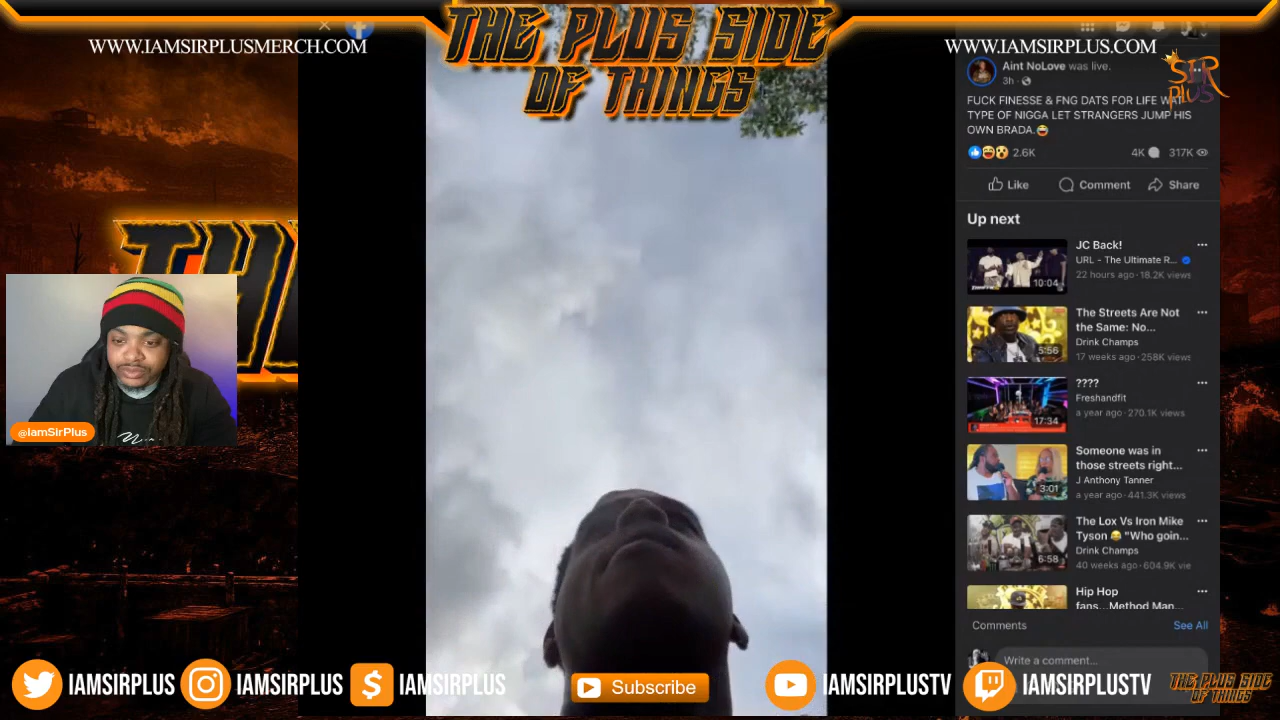 THE PLUS SIDE
OF THINGS
WWW.IAMSIRPLUSMERCH.COM
WWW.IAMSIRPLUS.COM
SIR
PLUS
Aint NoLove was live.
3h ·
FUCK FINESSE & FNG DATS FOR LIFE WAT
TYPE OF NIGGA LET STRANGERS JUMP HIS
OWN BRADA.😂
2.6K
4K 317K
Like Comment Share
Up next
JC Back!
URL - The Ultimate R...
22 hours ago · 18.2K views
10:04
The Streets Are Not
the Same: No...
Drink Champs
17 weeks ago · 258K views
5:56
????
Freshandfit
a year ago · 270.1K views
17:34
Someone was in
those streets right...
J Anthony Tanner
a year ago · 441.3K views
3:01
The Lox Vs Iron Mike
Tyson 😂 "Who goin...
Drink Champs
40 weeks ago · 604.9K vie
6:58
Hip Hop
fans...Method Man...
Comments See All
Write a comment...
TH
@IamSirPlus
IAMSIRPLUS IAMSIRPLUS IAMSIRPLUS Subscribe IAMSIRPLUSTV IAMSIRPLUSTV
THE PLUS SIDE
OF THINGS